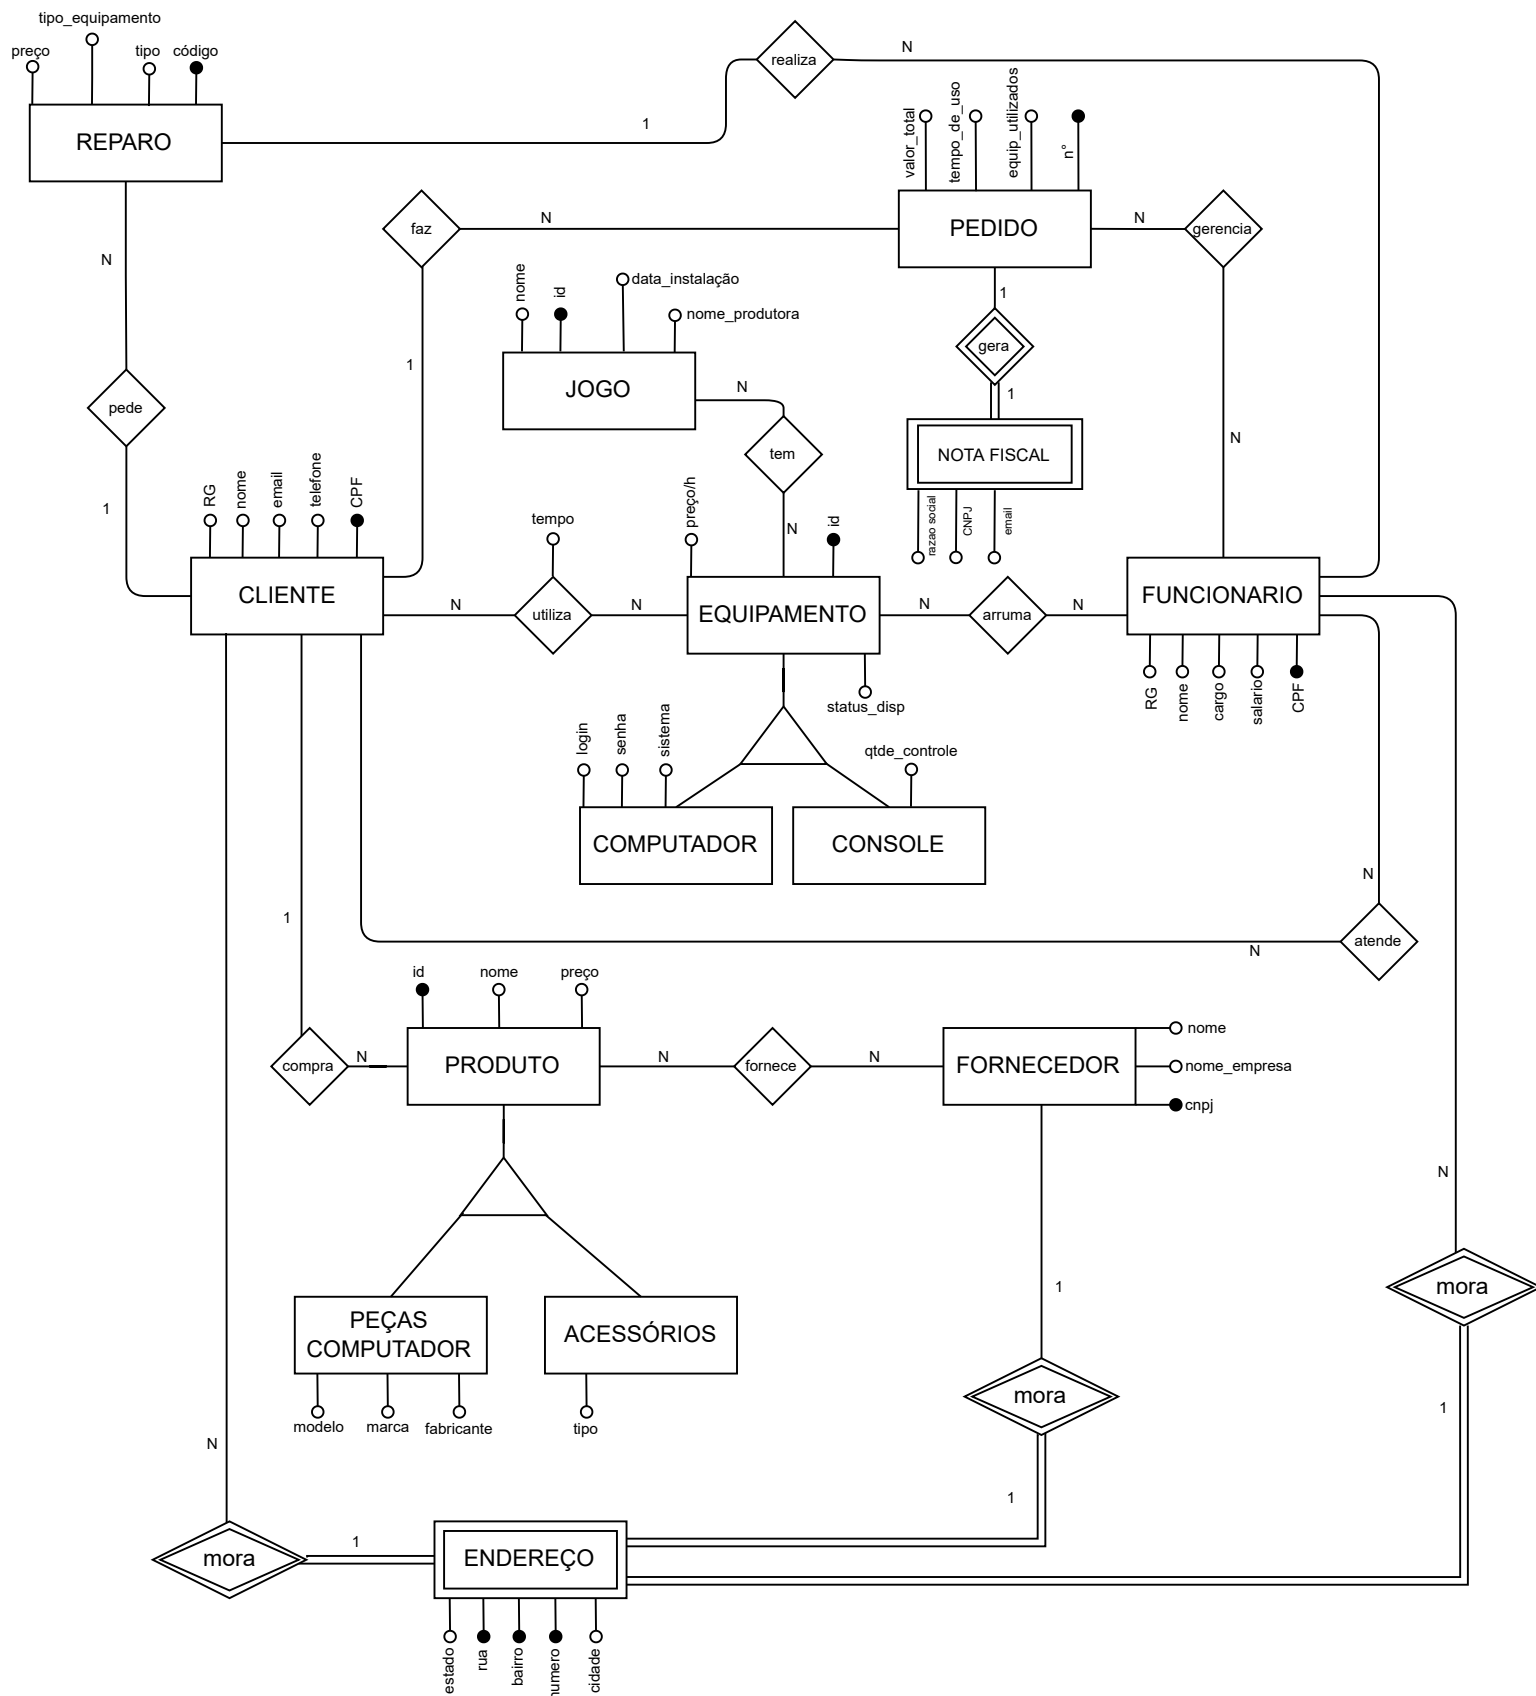 tipo_equipamento
preço
tipo
código
REPARO
1
realiza
N
valor_total
tempo_de_uso
equip_utilizados
n°
faz
N
PEDIDO
N
gerencia
N
nome
id
data_instalação
nome_produtora
1
gera
1
JOGO
N
1
pede
tem
N
NOTA FISCAL
razao social
CNPJ
email
1
RG
nome
email
telefone
CPF
tempo
preço/h
N
id
CLIENTE
N
utiliza
N
EQUIPAMENTO
N
arruma
N
FUNCIONARIO
RG
nome
cargo
salario
CPF
status_disp
login
senha
sistema
qtde_controle
COMPUTADOR
CONSOLE
N
1
atende
N
id
nome
preço
compra
N
PRODUTO
N
fornece
N
FORNECEDOR
nome
nome_empresa
cnpj
N
1
mora
PEÇAS
COMPUTADOR
ACESSÓRIOS
mora
1
modelo
marca
fabricante
tipo
N
1
mora
1
ENDEREÇO
estado
rua
bairro
numero
cidade